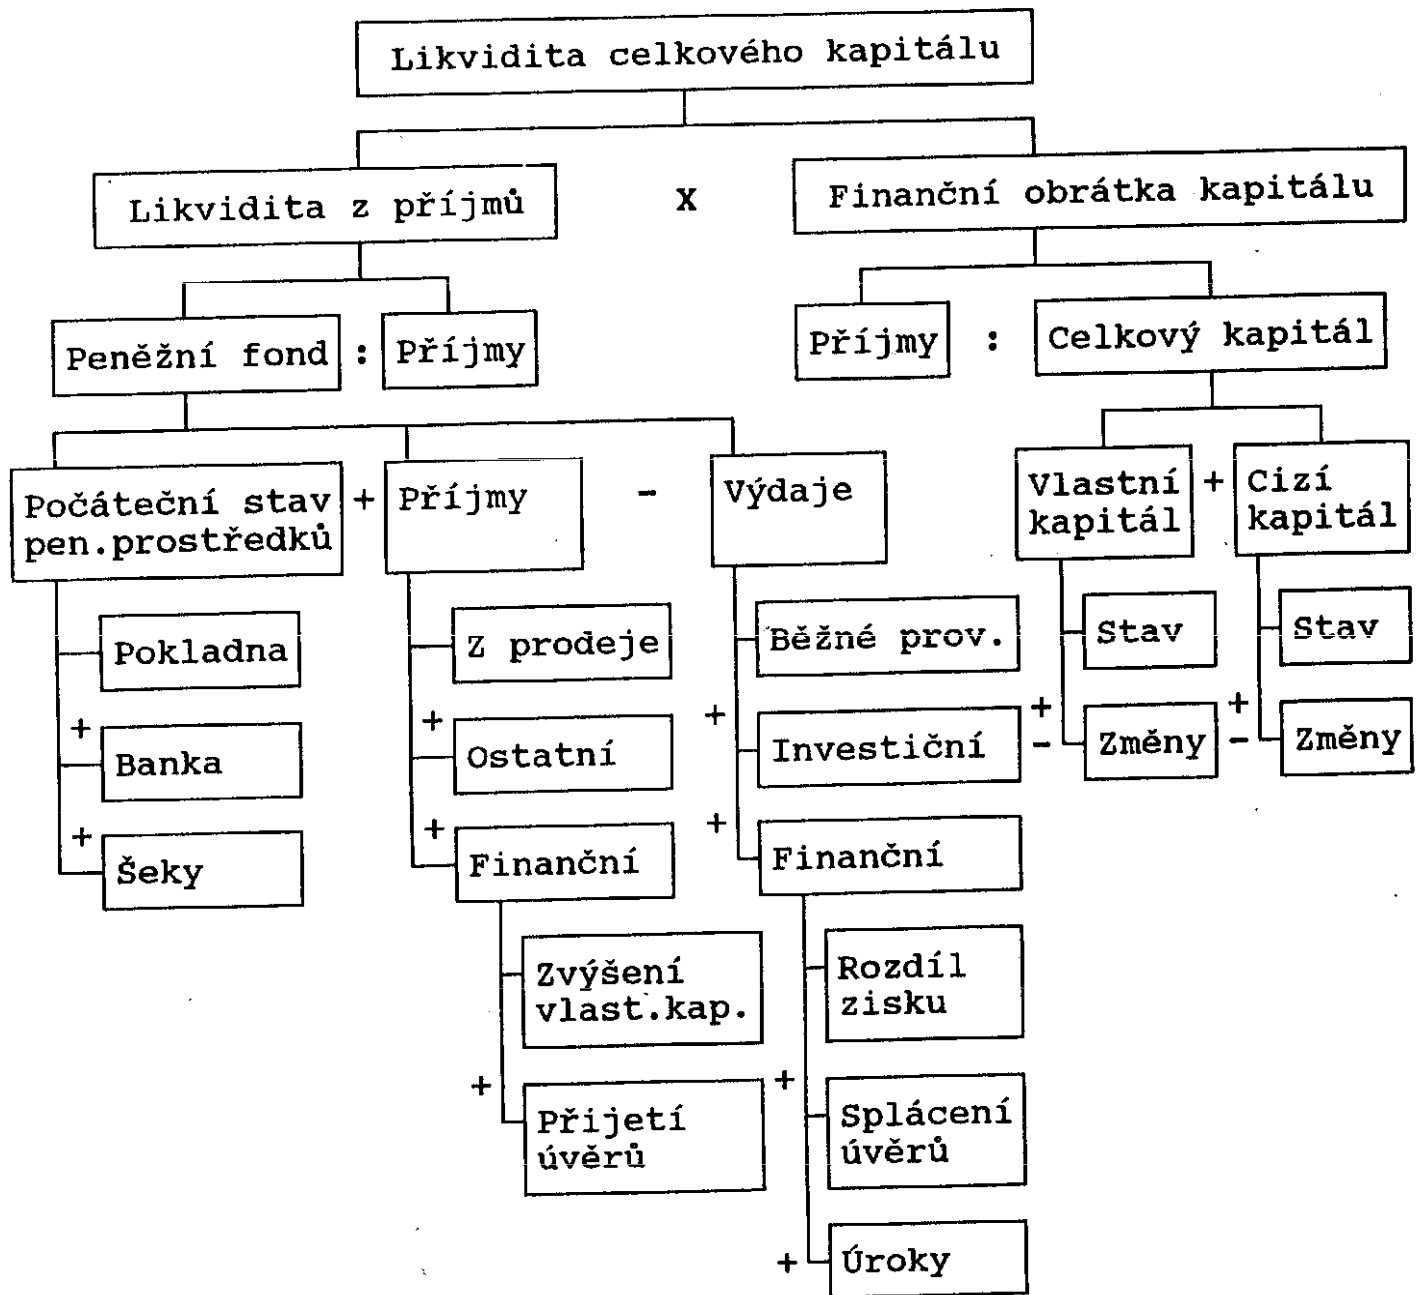 Likvidita celkového kapitálu
Likvidita z příjmů
X
Finanční obrátka kapitálu
Peněžní fond : Příjmy
Příjmy : Celkový kapitál
Počáteční stav
pen.prostředků
+
Příjmy
-
Výdaje
Vlastní
kapitál
+
Cizí
kapitál
Pokladna
+
Banka
+
Šeky
Z prodeje
+
Ostatní
+
Finanční
Zvýšení
vlast.kap.
+
Přijetí
úvěrů
Běžné prov.
+
Investiční
+
Finanční
Rozdíl
zisku
+
Splácení
úvěrů
+
Úroky
Stav
+
-
Změny
Stav
+
-
Změny